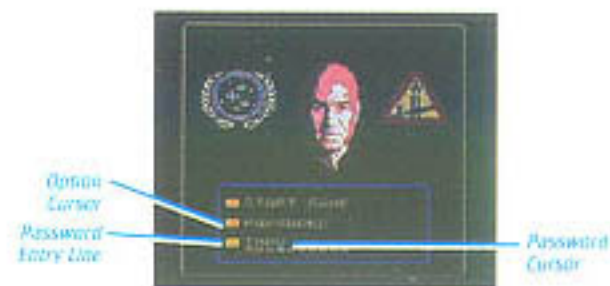 START GAME
PASSWORD
Option
Cursor
Password
Entry Line
Password
Cursor